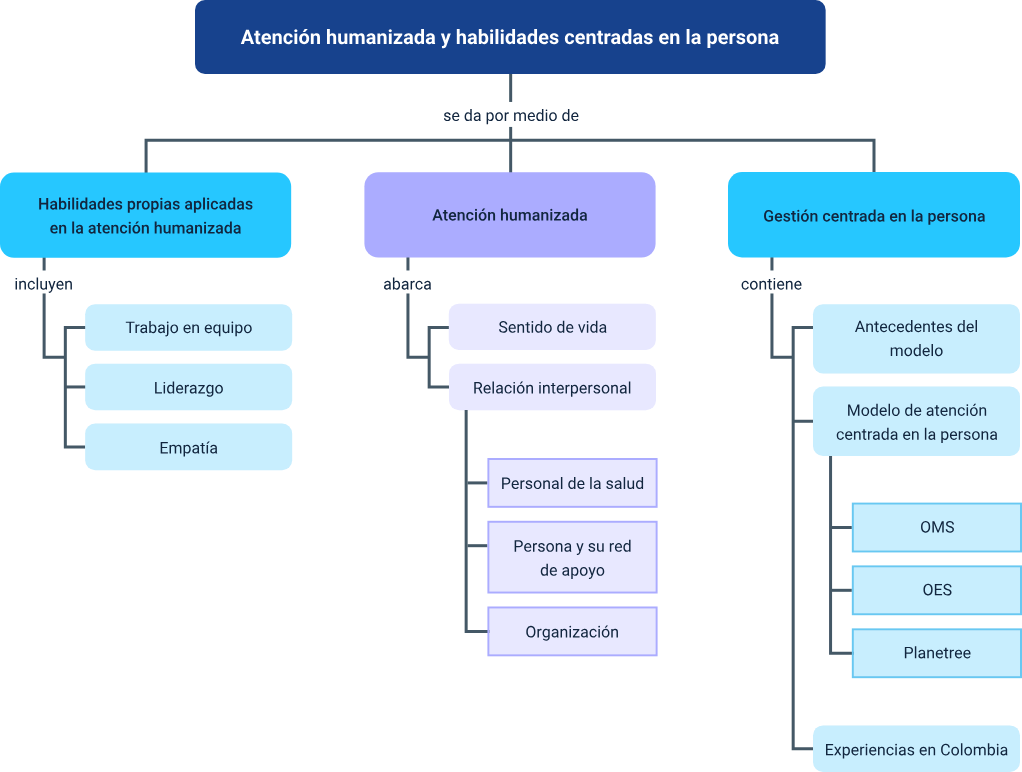 Atención humanizada y habilidades centradas en la persona
se da por medio de
Habilidades propias aplicadas
en la atención humanizada
incluyen
Trabajo en equipo
Liderazgo
Empatía
Atención humanizada
abarca
Sentido de vida
Relación interpersonal
Personal de la salud
Persona y su red
de apoyo
Organización
Gestión centrada en la persona
contiene
Antecedentes del
modelo
Modelo de atención
centrada en la persona
OMS
OES
Planetree
Experiencias en Colombia